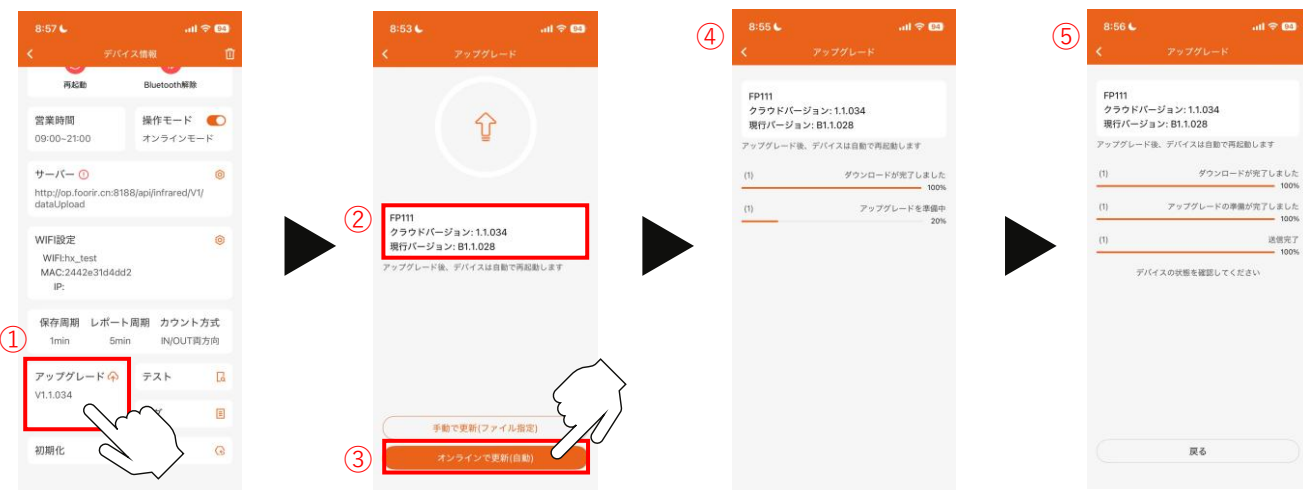 8:57
94
デバイス情報
再起動
Bluetooth解除
営業時間
09:00~21:00
操作モード
オンラインモード
サーバー
http://op.foorir.cn:8188/api/infrared/V1/
dataUpload
WIFI設定
WIFI:hx_test
MAC:2442e31d4dd2
IP:
保存周期 レポート周期 カウント方式
1min 5min IN/OUT両方向
①
アップグレード
V1.1.034
テスト
初期化
8:53
94
アップグレード
②
FP111
クラウドバージョン: 1.1.034
現行バージョン: B1.1.028
アップグレード後、デバイスは自動で再起動します
手動で更新(ファイル指定)
③
オンラインで更新(自動)
④
8:55
94
アップグレード
FP111
クラウドバージョン: 1.1.034
現行バージョン: B1.1.028
アップグレード後、デバイスは自動で再起動します
(1) ダウンロードが完了しました
100%
(1) アップグレードを準備中
20%
⑤
8:56
94
アップグレード
FP111
クラウドバージョン: 1.1.034
現行バージョン: B1.1.028
アップグレード後、デバイスは自動で再起動します
(1) ダウンロードが完了しました
100%
(1) アップグレードの準備が完了しました
100%
(1) 送信完了
100%
デバイスの状態を確認してください
戻る